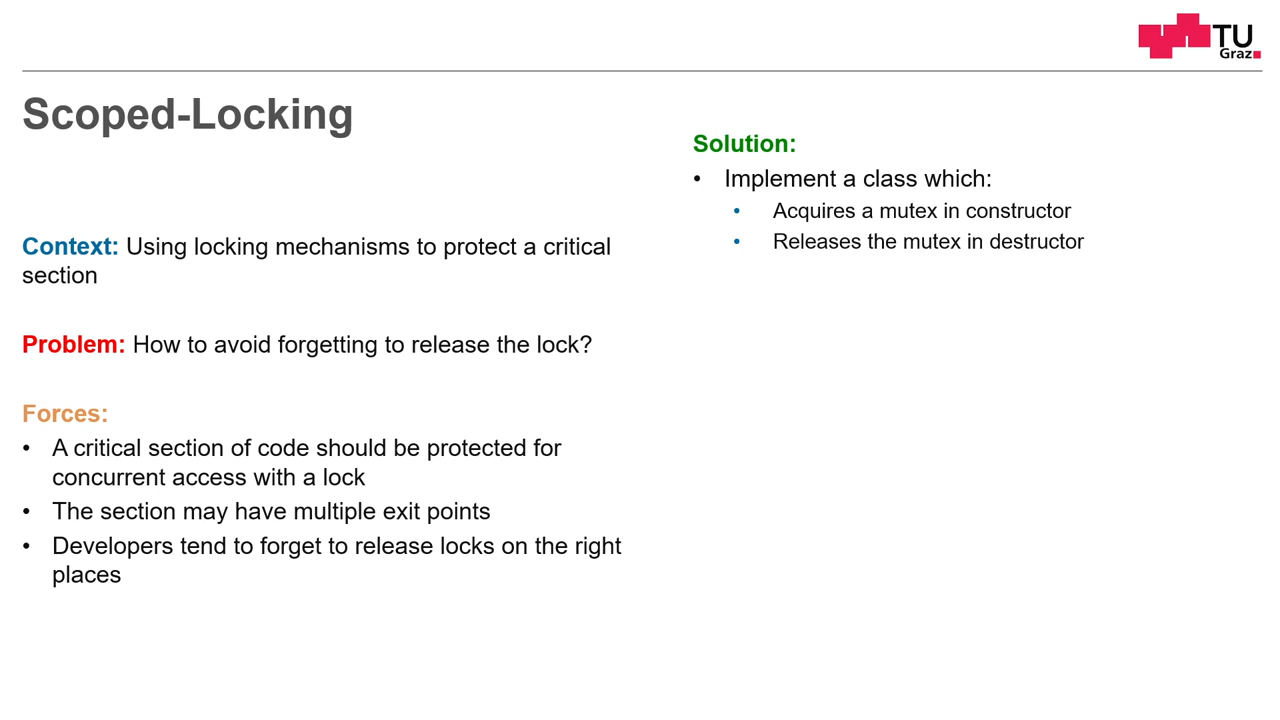 TU
Graz
Scoped-Locking
Context: Using locking mechanisms to protect a critical
section
Problem: How to avoid forgetting to release the lock?
Forces:
• A critical section of code should be protected for
concurrent access with a lock
• The section may have multiple exit points
• Developers tend to forget to release locks on the right
places
Solution:
• Implement a class which:
• Acquires a mutex in constructor
• Releases the mutex in destructor